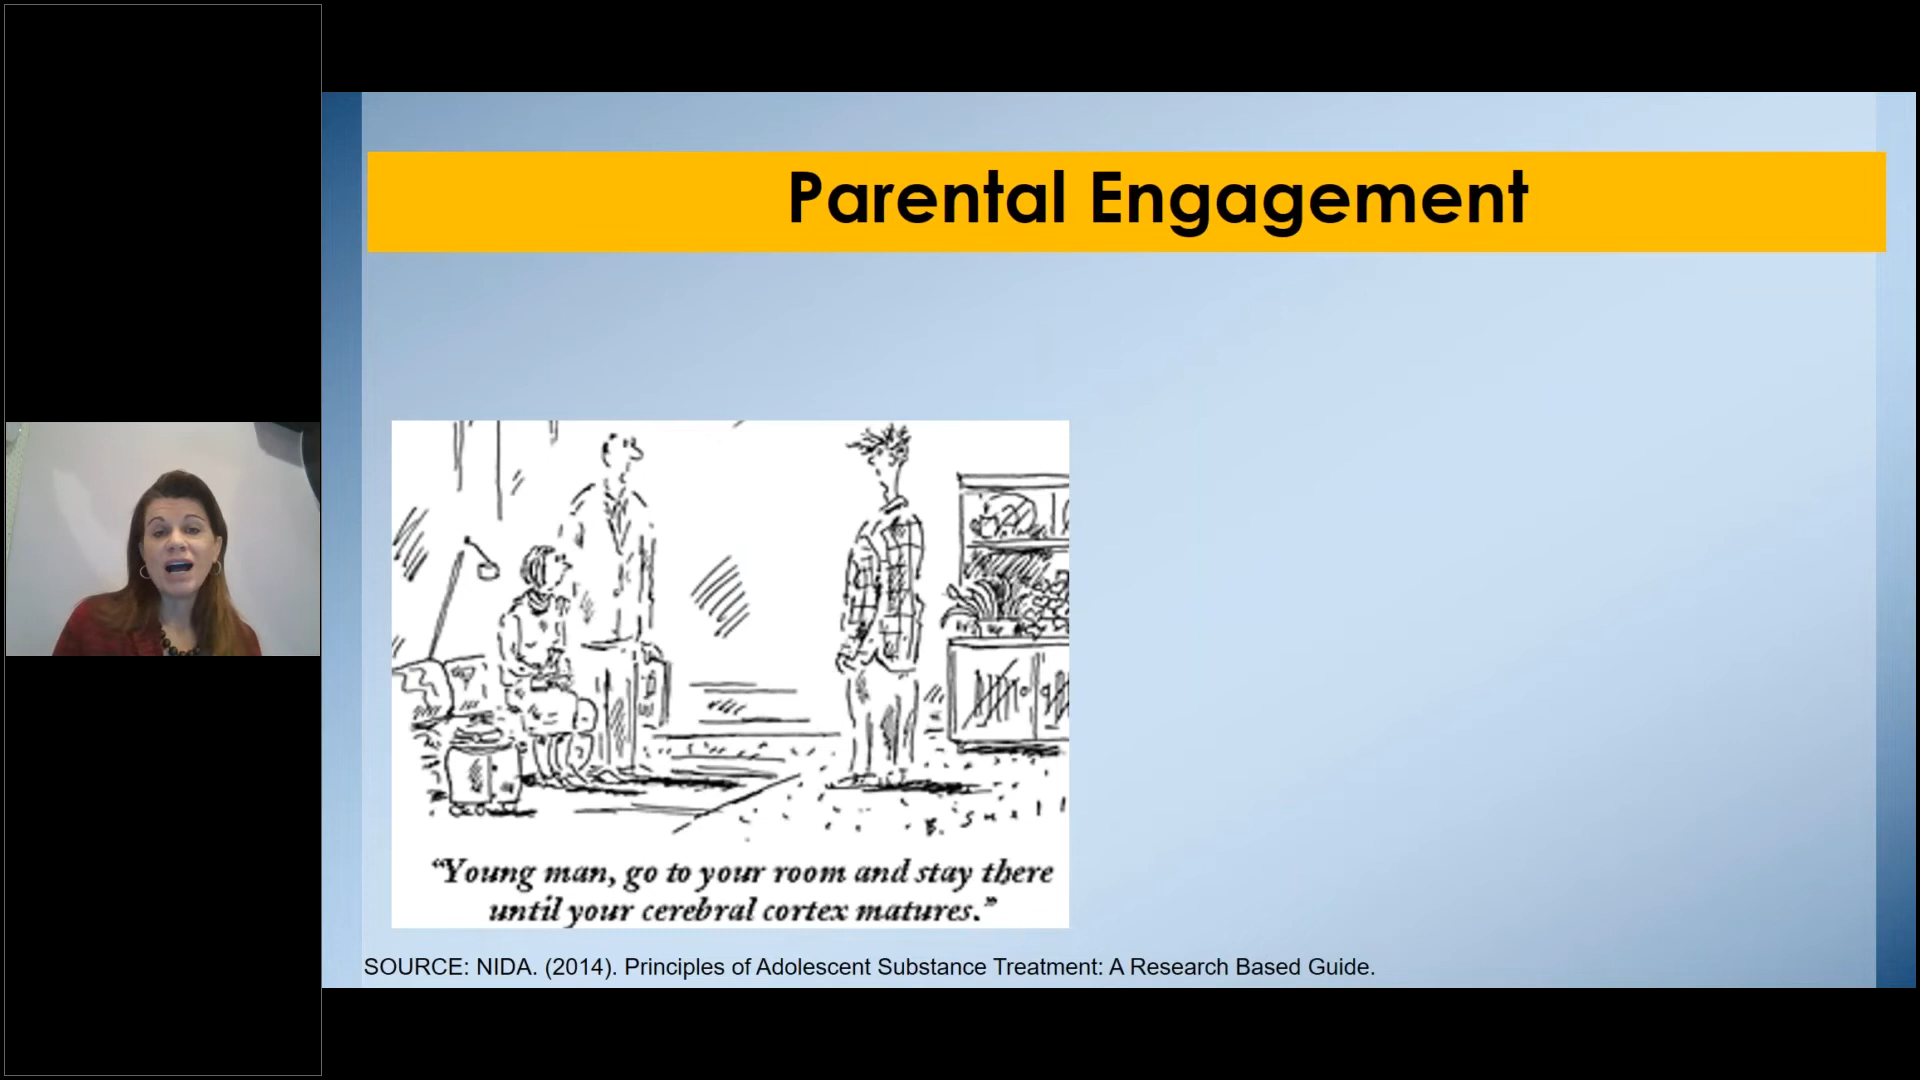 Parental Engagement
B. Small
“Young man, go to your room and stay there
until your cerebral cortex matures.”
SOURCE: NIDA. (2014). Principles of Adolescent Substance Treatment: A Research Based Guide.